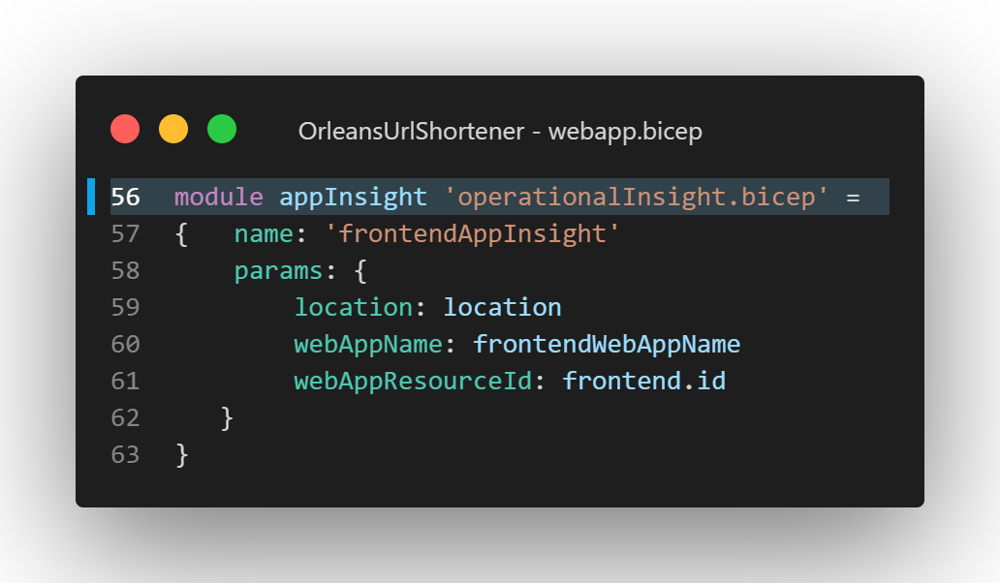 OrleansUrlShortener - webapp.bicep
56 module appInsight 'operationalInsight.bicep' =
57 {   name: 'frontendAppInsight'
58     params: {
59         location: location
60         webAppName: frontendWebAppName
61         webAppResourceId: frontend.id
62    }
63 }